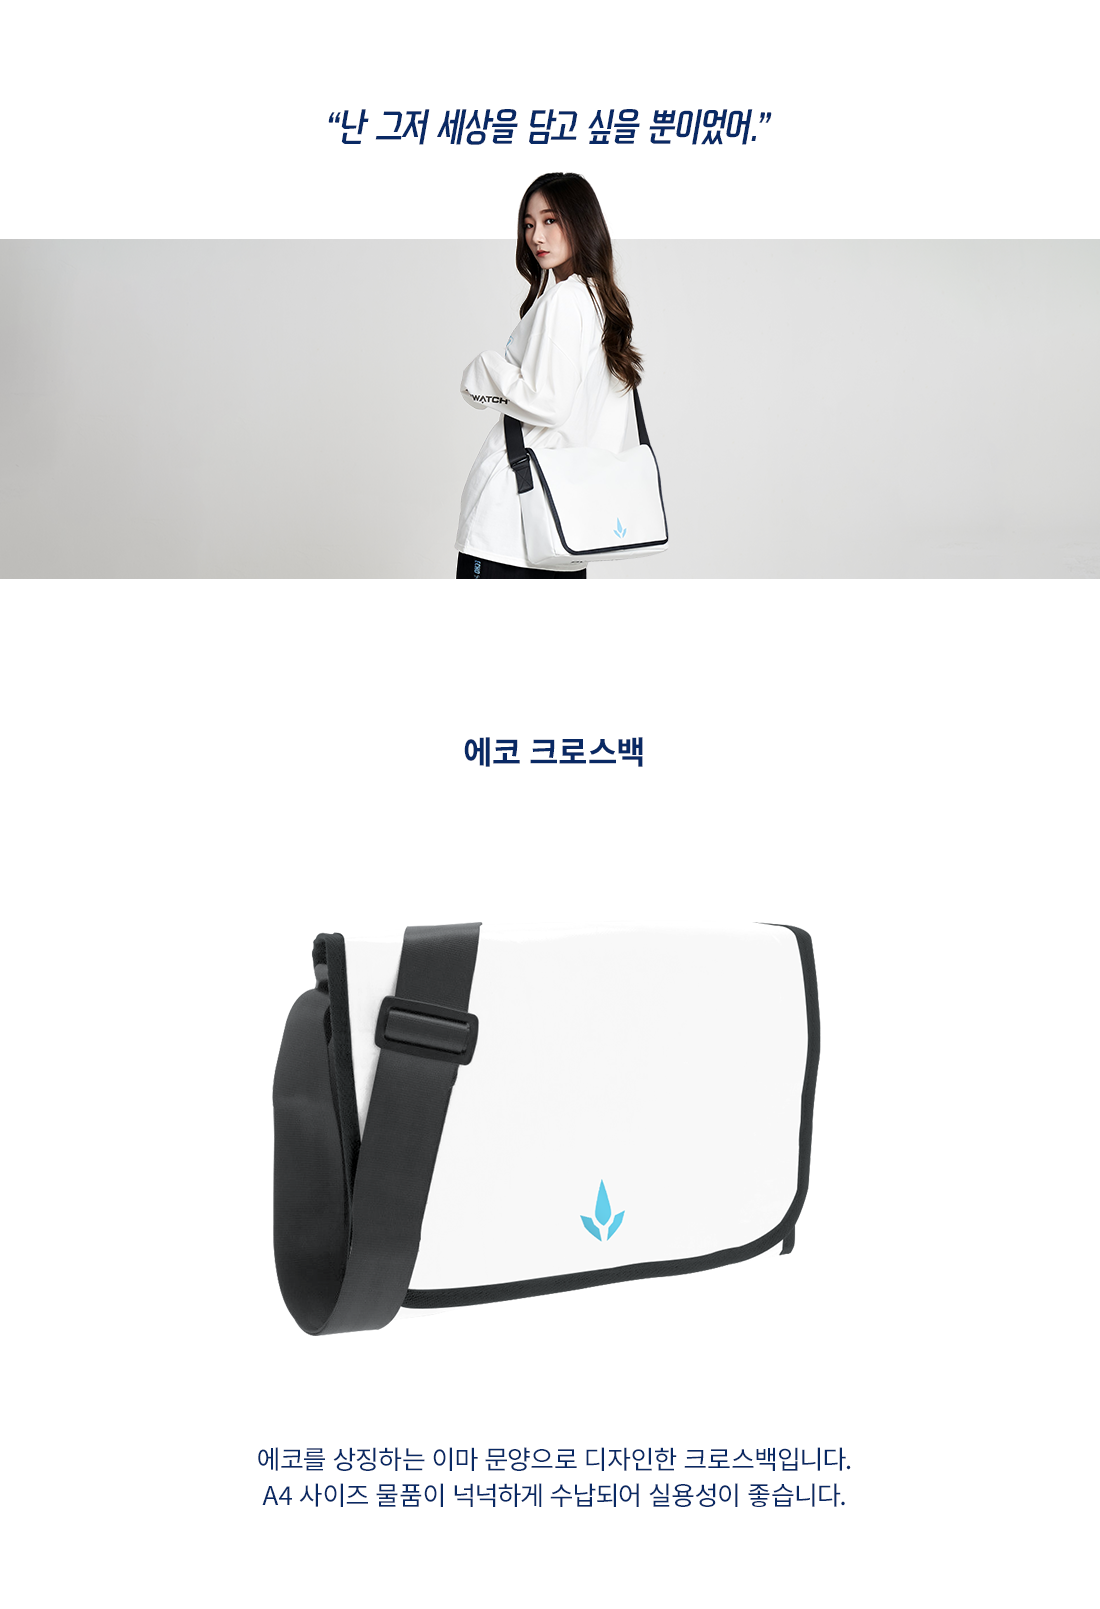 “난 그저 세상을 담고 싶을 뿐이었어.”
WATCH
에코 크로스백
에코를 상징하는 이마 문양으로 디자인한 크로스백입니다.
A4 사이즈 물품이 넉넉하게 수납되어 실용성이 좋습니다.